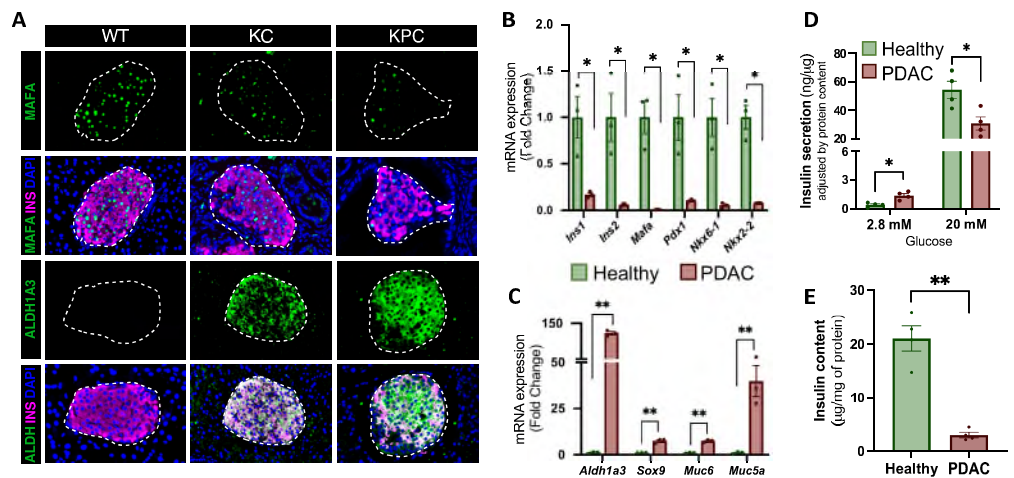 A
WT
KC
KPC
MAFA
MAFA INS DAPI
ALDH1A3
ALDH INS DAPI
B
mRNA expression
(Fold Change)
2.0
1.5
1.0
0.5
0.0
*
*
*
*
*
*
Ins1
Ins2
Mafa
Pdx1
Nkx6-1
Nkx2-2
Healthy
PDAC
C
mRNA expression
(Fold Change)
150
50
25
0
**
**
**
**
Aldh1a3
Sox9
Muc6
Muc5a
D
Healthy
PDAC
Insulin secretion (ng/µg)
adjusted by protein content
80
60
40
20
6
3
0
*
*
2.8 mM
20 mM
Glucose
E
Insulin content
(µg/mg of protein)
30
20
10
0
**
Healthy
PDAC